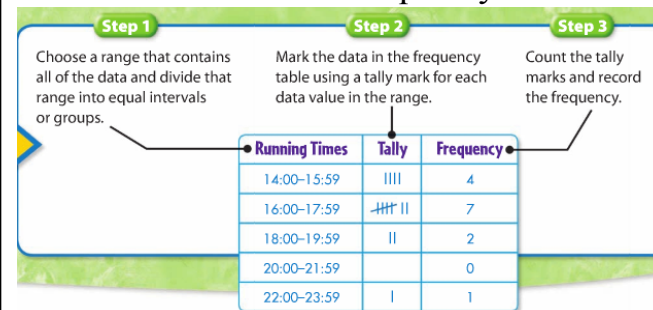 Step 1
Choose a range that contains
all of the data and divide that
range into equal intervals
or groups.
Step 2
Mark the data in the frequency
table using a tally mark for each
data value in the range.
Step 3
Count the tally
marks and record
the frequency.
Running Times Tally Frequency
14:00–15:59 |||| 4
16:00–17:59 𝍸 || 7
18:00–19:59 || 2
20:00–21:59 0
22:00–23:59 | 1